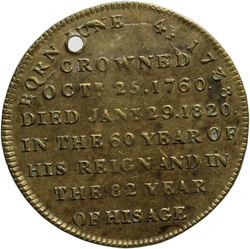 BORN JUNE 4, 1738
CROWNED
OCTR 25.1760.
DIED JANY 29.1820.
IN THE 60 YEAR OF
HIS REIGN AND IN
THE 82 YEAR
OF HIS AGE